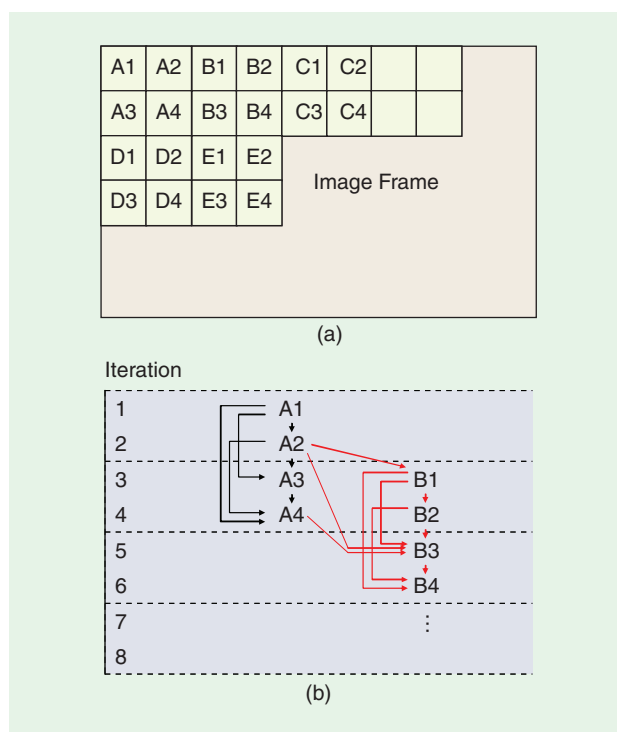 A1 A2 B1 B2 C1 C2
A3 A4 B3 B4 C3 C4
D1 D2 E1 E2
Image Frame
D3 D4 E3 E4
(a)
Iteration
1 A1
2 A2
3 A3 B1
4 A4 B2
5 B3
6 B4
7 ⋮
8
(b)